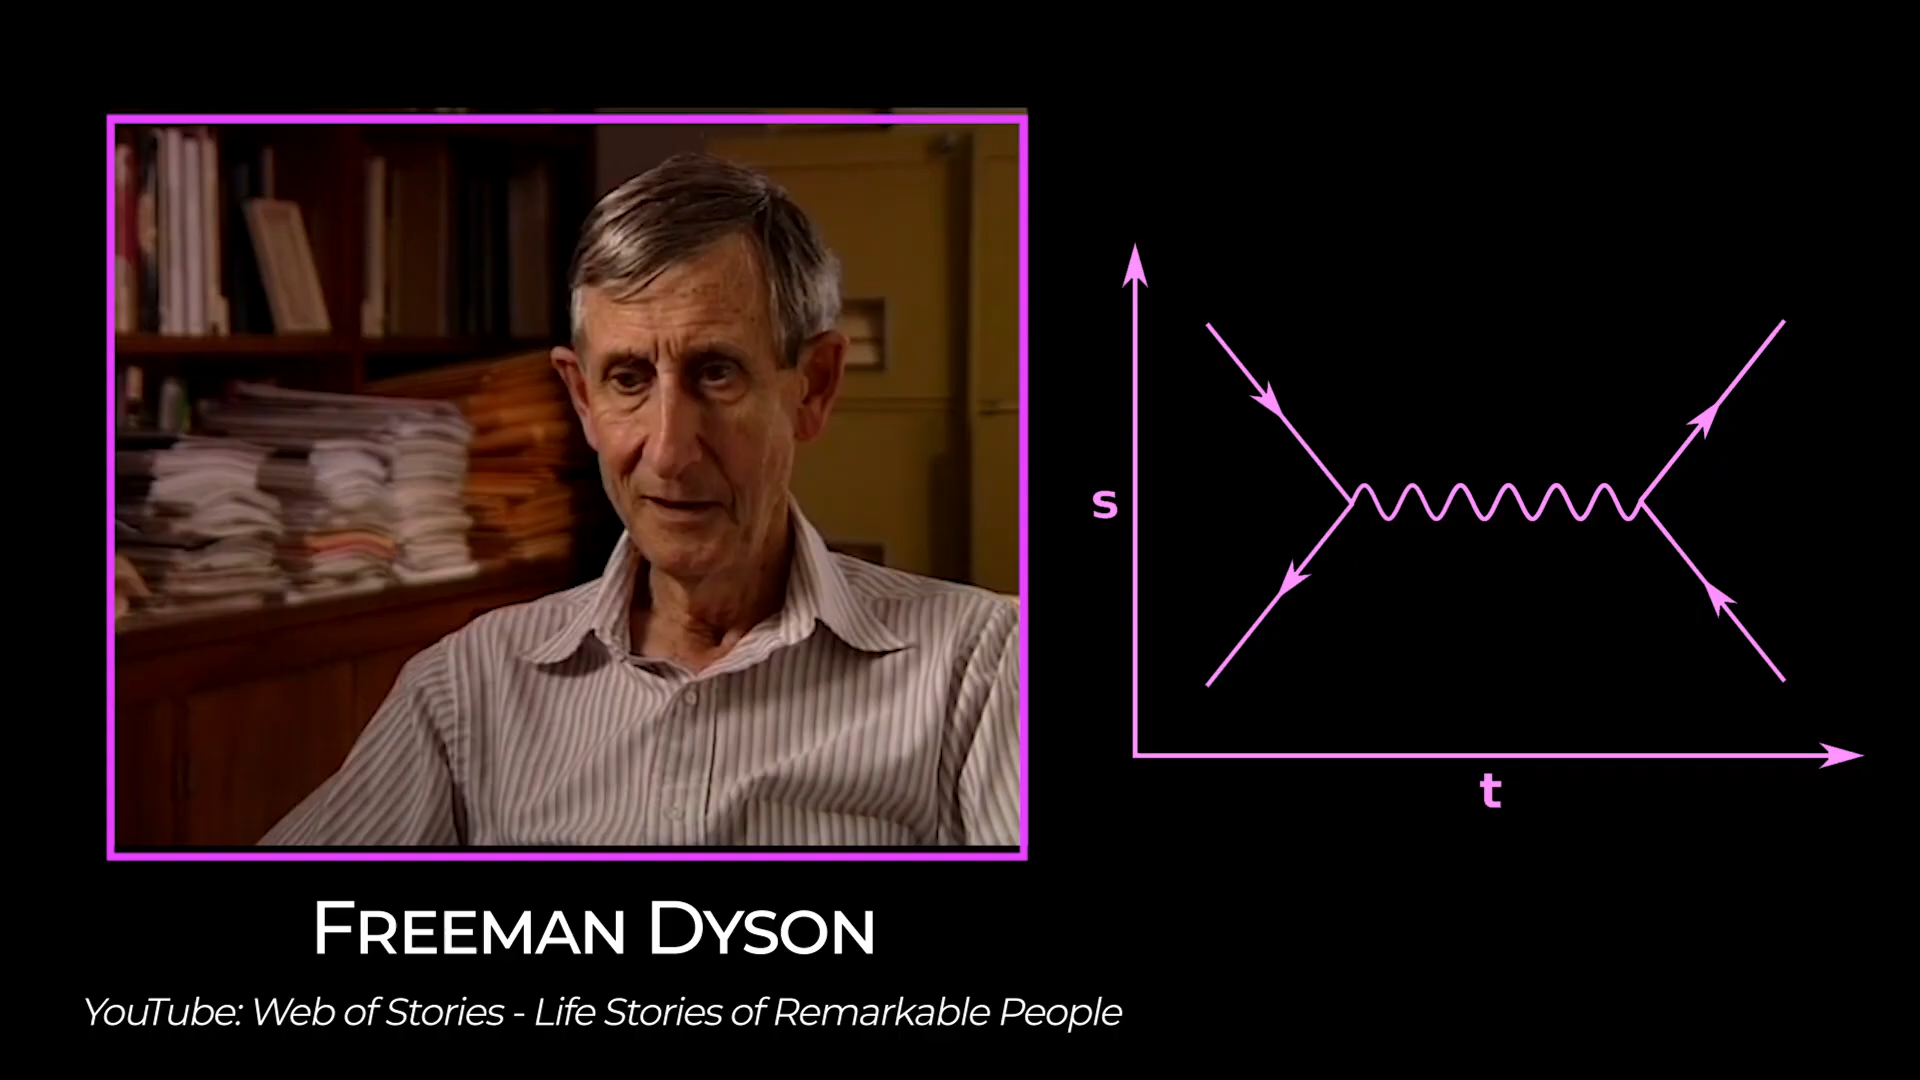 s
t
FREEMAN DYSON
YouTube: Web of Stories - Life Stories of Remarkable People